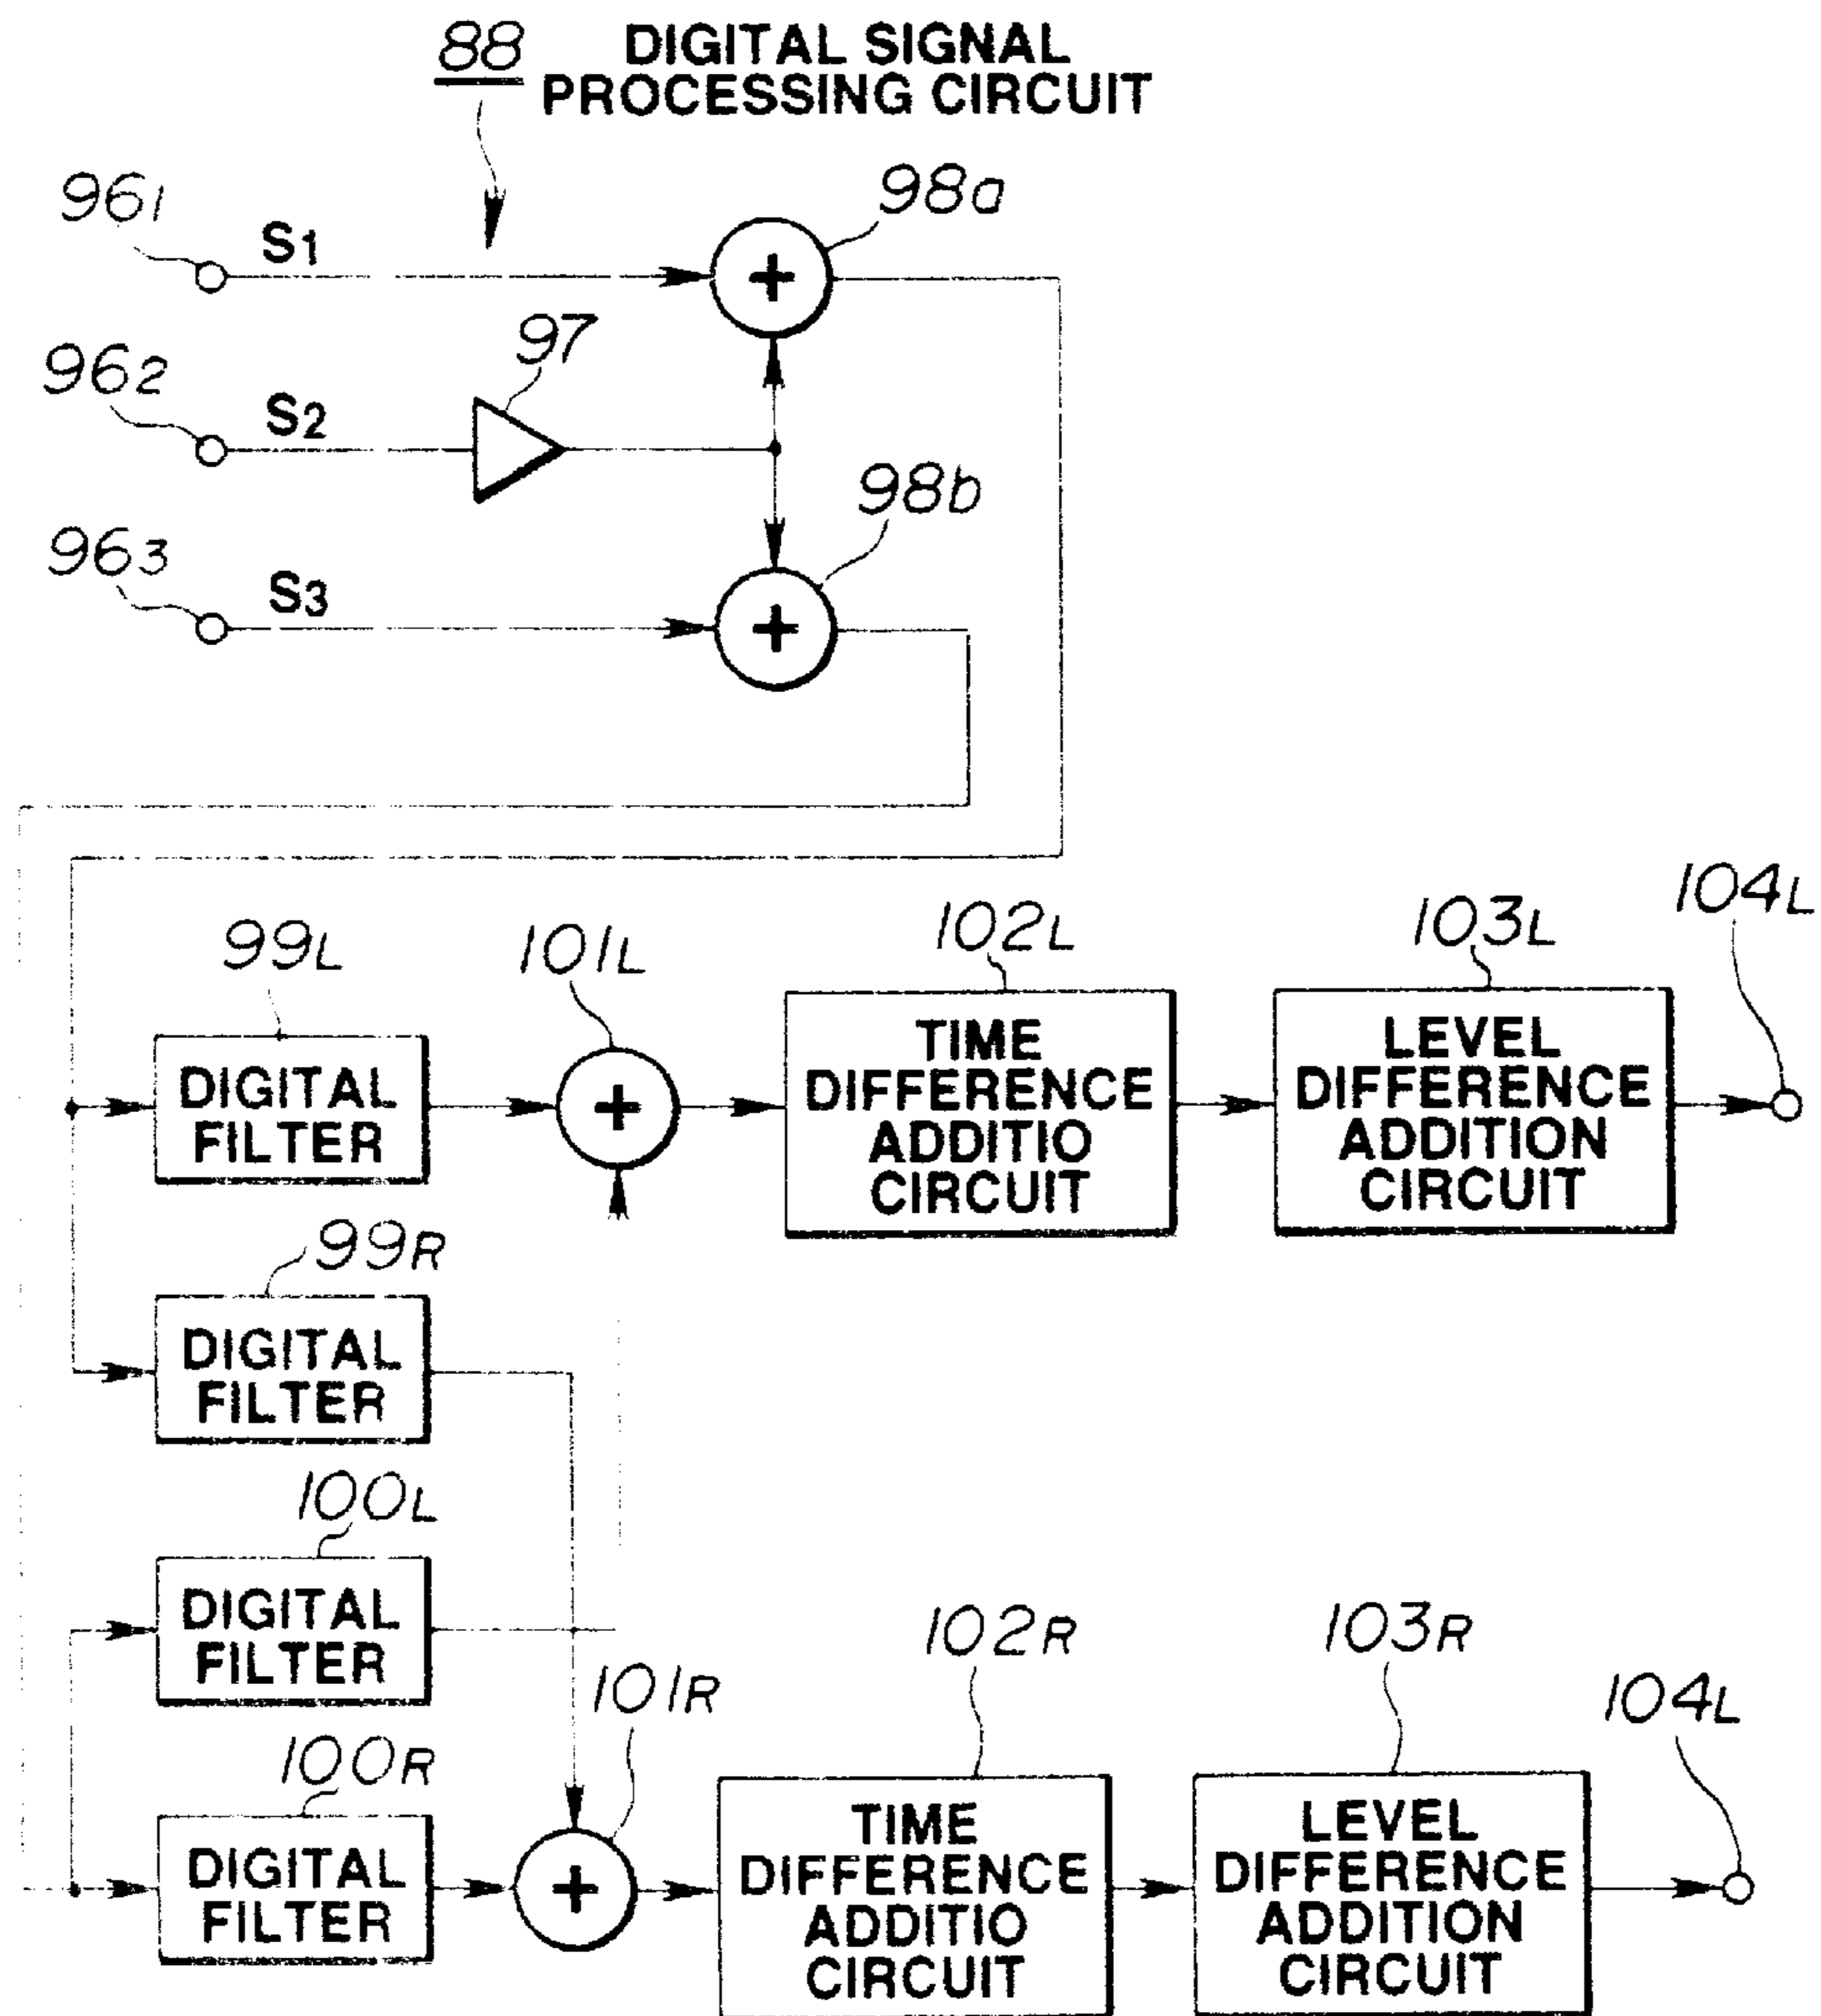 88 DIGITAL SIGNAL
PROCESSING CIRCUIT
961
S1
98a
97
962
S2
98b
963
S3
+
+
99L
101L
102L
103L
104L
DIGITAL
FILTER
+
TIME
DIFFERENCE
ADDITIO
CIRCUIT
LEVEL
DIFFERENCE
ADDITION
CIRCUIT
99R
DIGITAL
FILTER
100L
DIGITAL
FILTER
100R
101R
102R
103R
104L
DIGITAL
FILTER
+
TIME
DIFFERENCE
ADDITIO
CIRCUIT
LEVEL
DIFFERENCE
ADDITION
CIRCUIT